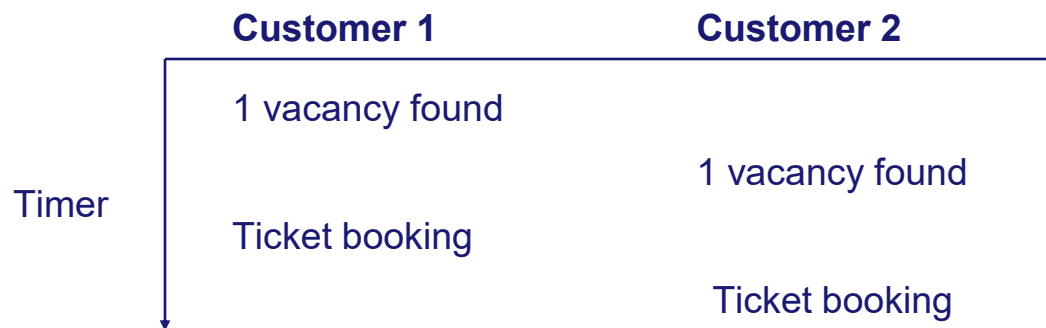 Customer 1
Customer 2
1 vacancy found
1 vacancy found
Timer
Ticket booking
Ticket booking